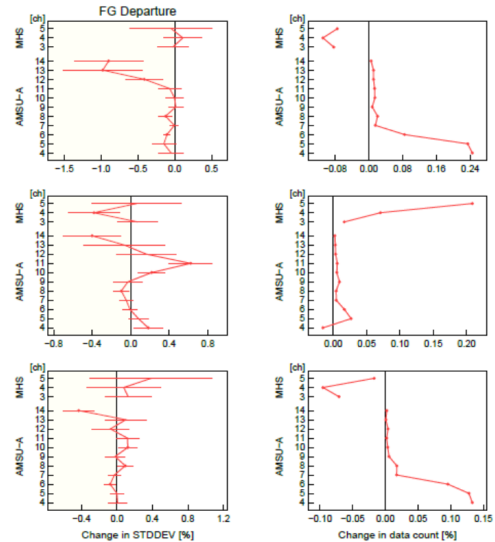 FG Departure
[ch] [ch]
MHS 5 4 3 MHS 5 4 3
AMSU-A 14 13 12 11 10 9 8 7 6 5 4 AMSU-A 14 13 12 11 10 9 8 7 6 5 4
−1.5 −1.0 −0.5 0.0 0.5 −0.08 0.00 0.08 0.16 0.24
[ch] [ch]
MHS 5 4 3 MHS 5 4 3
AMSU-A 14 13 12 11 10 9 8 7 6 5 4 AMSU-A 14 13 12 11 10 9 8 7 6 5 4
−0.8 −0.4 0.0 0.4 0.8 0.00 0.05 0.10 0.15 0.20
[ch] [ch]
MHS 5 4 3 MHS 5 4 3
AMSU-A 14 13 12 11 10 9 8 7 6 5 4 AMSU-A 14 13 12 11 10 9 8 7 6 5 4
−0.4 0.0 0.4 0.8 1.2 −0.10 −0.05 0.00 0.05 0.10 0.15
Change in STDDEV [%] Change in data count [%]